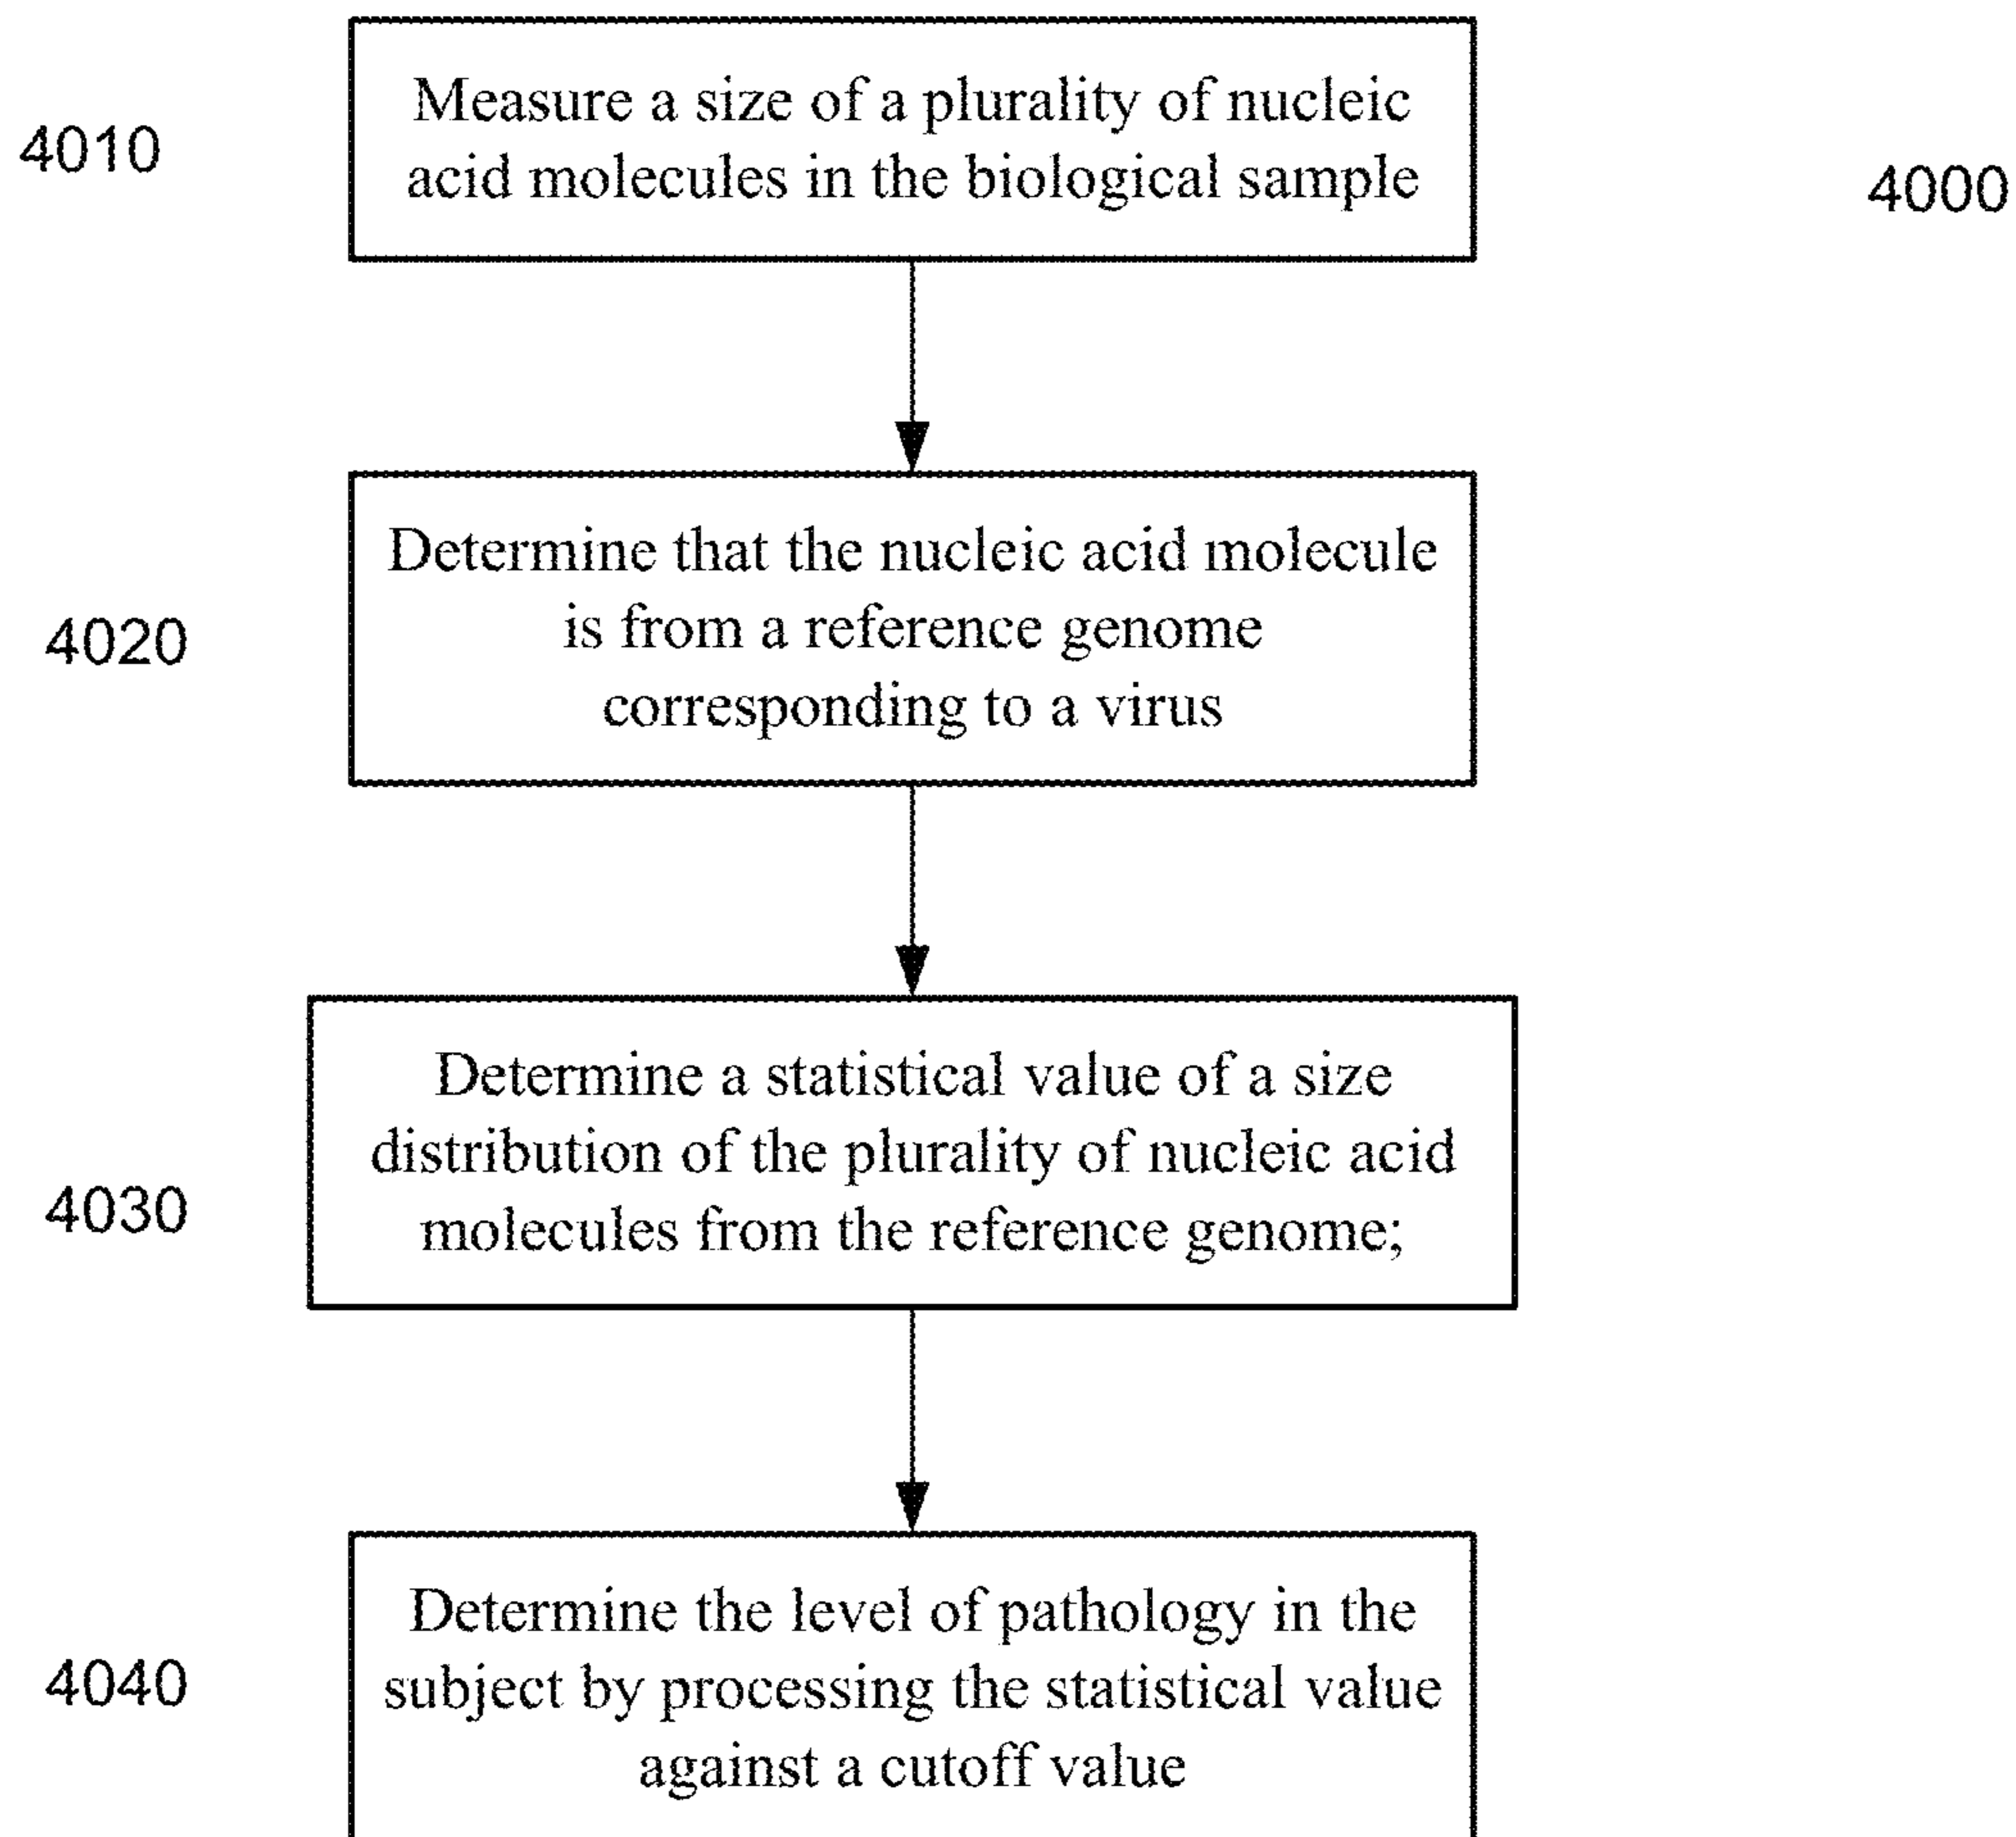 4010
Measure a size of a plurality of nucleic
acid molecules in the biological sample
4000
4020
Determine that the nucleic acid molecule
is from a reference genome
corresponding to a virus
4030
Determine a statistical value of a size
distribution of the plurality of nucleic acid
molecules from the reference genome;
4040
Determine the level of pathology in the
subject by processing the statistical value
against a cutoff value